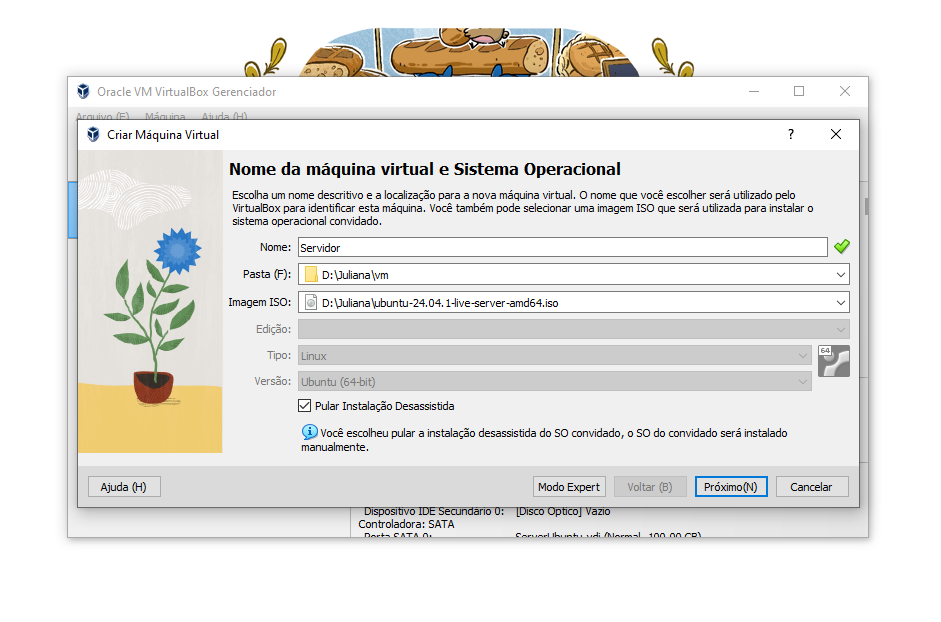 Oracle VM VirtualBox Gerenciador
Arquivo (F) Máquina Ajuda (H)
Criar Máquina Virtual
?
Nome da máquina virtual e Sistema Operacional
Escolha um nome descritivo e a localização para a nova máquina virtual. O nome que você escolher será utilizado pelo
VirtualBox para identificar esta máquina. Você também pode selecionar uma imagem ISO que será utilizada para instalar o
sistema operacional convidado.
Nome: Servidor
Pasta (F): D:\Juliana\vm
Imagem ISO: D:\Juliana\ubuntu-24.04.1-live-server-amd64.iso
Edição:
Tipo: Linux
64
Versão: Ubuntu (64-bit)
Pular Instalação Desassistida
Você escolheu pular a instalação desassistida do SO convidado, o SO do convidado será instalado
manualmente.
Ajuda (H) Modo Expert Voltar (B) Próximo(N) Cancelar
Dispositivo IDE Secundário 0: [Disco Óptico] Vazio
Controladora: SATA
Porta SATA 0: ServerUbuntu.vdi (Normal, 100,00 GB)